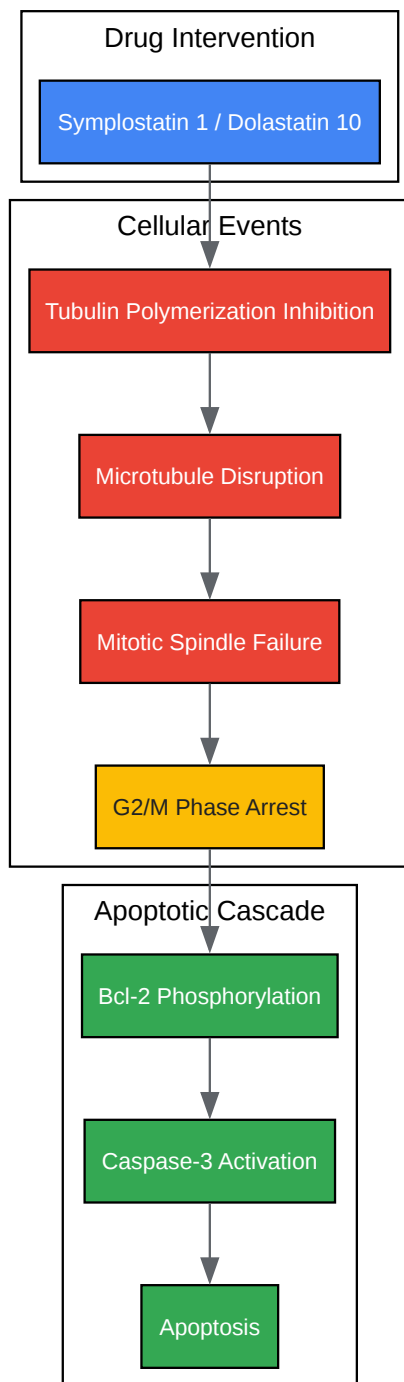 Drug Intervention
Symplostatin 1 / Dolastatin 10
Cellular Events
Tubulin Polymerization Inhibition
Microtubule Disruption
Mitotic Spindle Failure
G2/M Phase Arrest
Apoptotic Cascade
Bcl-2 Phosphorylation
Caspase-3 Activation
Apoptosis